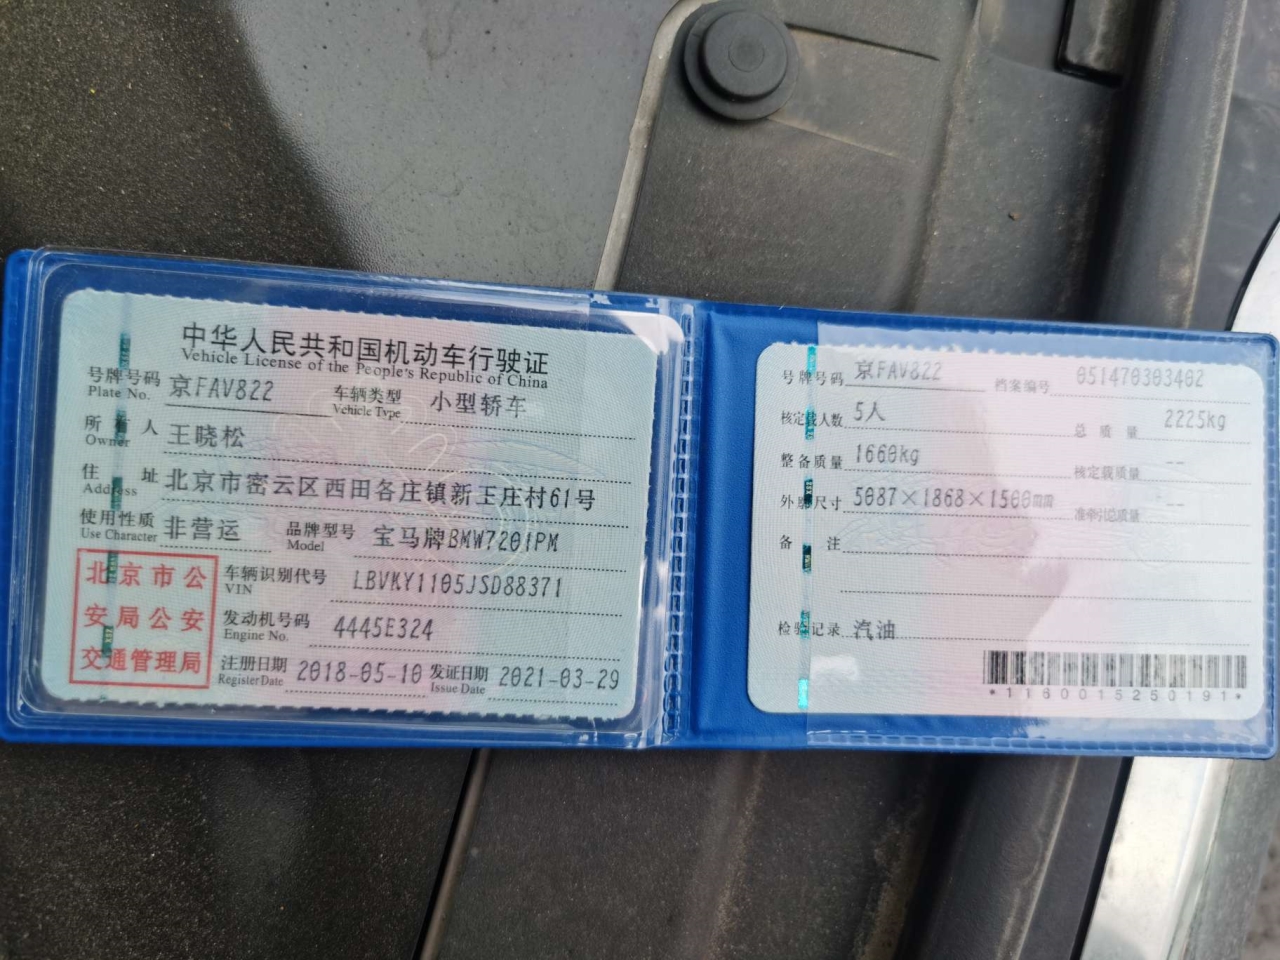 中华人民共和国机动车行驶证
Vehicle License of the People's Republic of China
号牌号码 京FAV822 车辆类型 小型轿车
Plate No. Vehicle Type
所有人 王晓松
Owner
住址 北京市密云区西田各庄镇新王庄村61号
Address
使用性质 非营运 品牌型号 宝马牌BMW7201PM
Use Character Model
北京市公
安局公安
交通管理局
车辆识别代号 LBVKY1105JSD88371
VIN
发动机号码 4445E324
Engine No.
注册日期 2018-05-10 发证日期 2021-03-29
Register Date Issue Date
号牌号码 京FAV822 档案编号 051470303402
核定载人数 5人 总质量 2225kg
整备质量 1660kg 核定载质量 --
外廓尺寸 5087×1868×1500mm 准牵引总质量 --
备注
检验记录 汽油
*1160015250191*